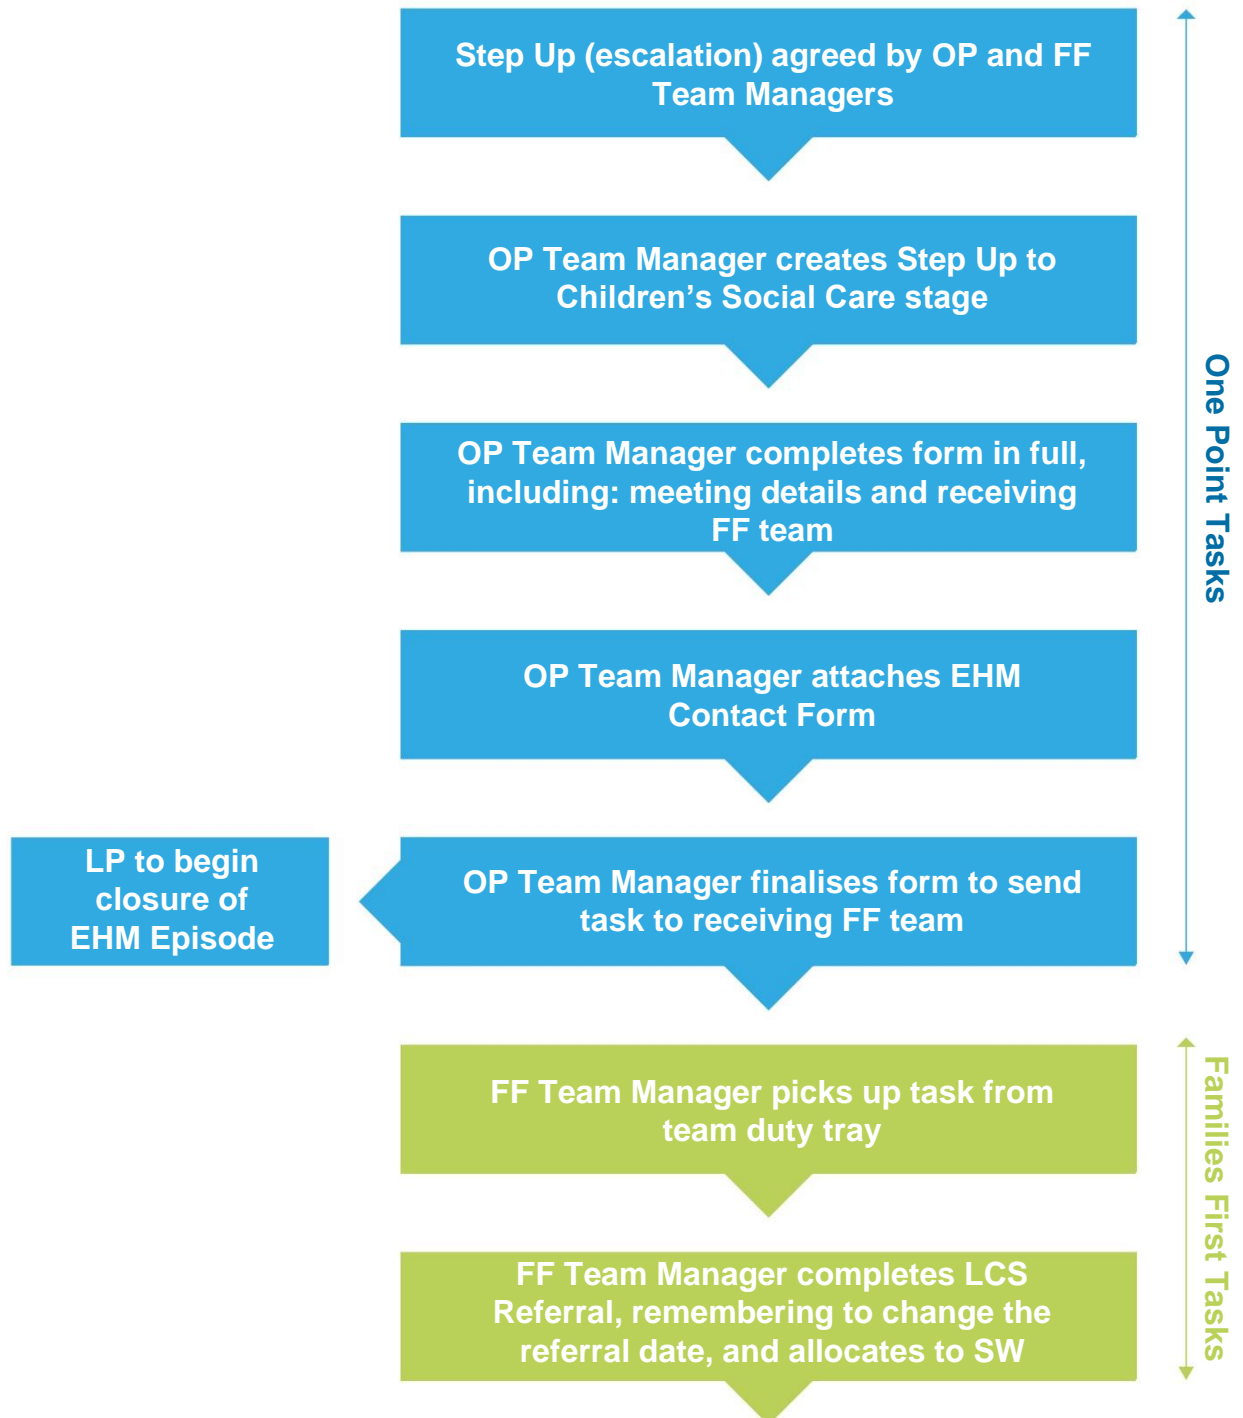 Step Up (escalation) agreed by OP and FF
Team Managers
OP Team Manager creates Step Up to
Children’s Social Care stage
OP Team Manager completes form in full,
including: meeting details and receiving
FF team
OP Team Manager attaches EHM
Contact Form
OP Team Manager finalises form to send
task to receiving FF team
LP to begin
closure of
EHM Episode
One Point Tasks
FF Team Manager picks up task from
team duty tray
FF Team Manager completes LCS
Referral, remembering to change the
referral date, and allocates to SW
Families First Tasks